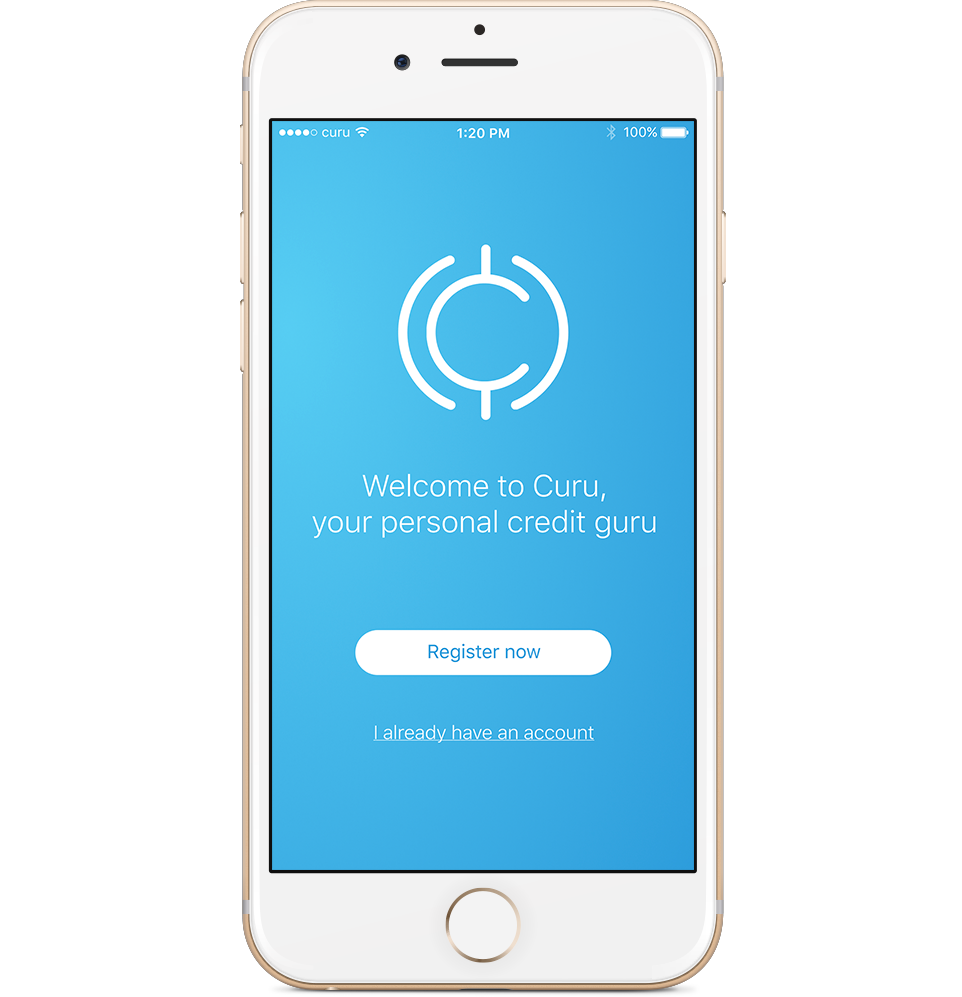 curu 1:20 PM 100%
Welcome to Curu,
your personal credit guru
Register now
I already have an account